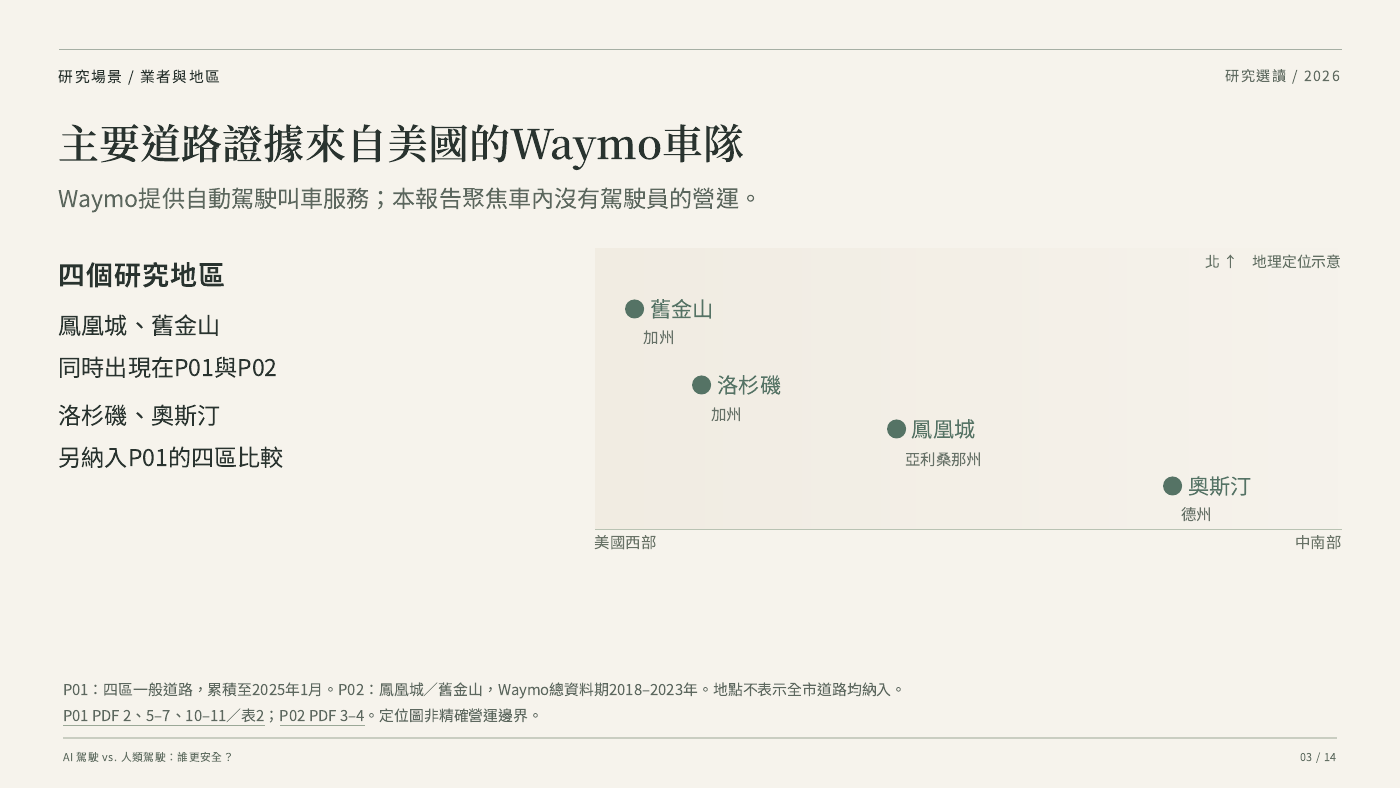 研究場景 / 業者與地區
研究選讀 / 2026
主要道路證據來自美國的Waymo車隊
Waymo提供自動駕駛叫車服務；本報告聚焦車內沒有駕駛員的營運。
四個研究地區
鳳凰城、舊金山
同時出現在P01與P02
洛杉磯、奧斯汀
另納入P01的四區比較
北 ↑ 地理定位示意
舊金山
加州
洛杉磯
加州
鳳凰城
亞利桑那州
奧斯汀
德州
美國西部
中南部
P01：四區一般道路，累積至2025年1月。P02：鳳凰城／舊金山，Waymo總資料期2018–2023年。地點不表示全市道路均納入。
P01 PDF 2、5–7、10–11／表2；P02 PDF 3–4。定位圖非精確營運邊界。
AI 駕駛 vs. 人類駕駛：誰更安全？
03 / 14